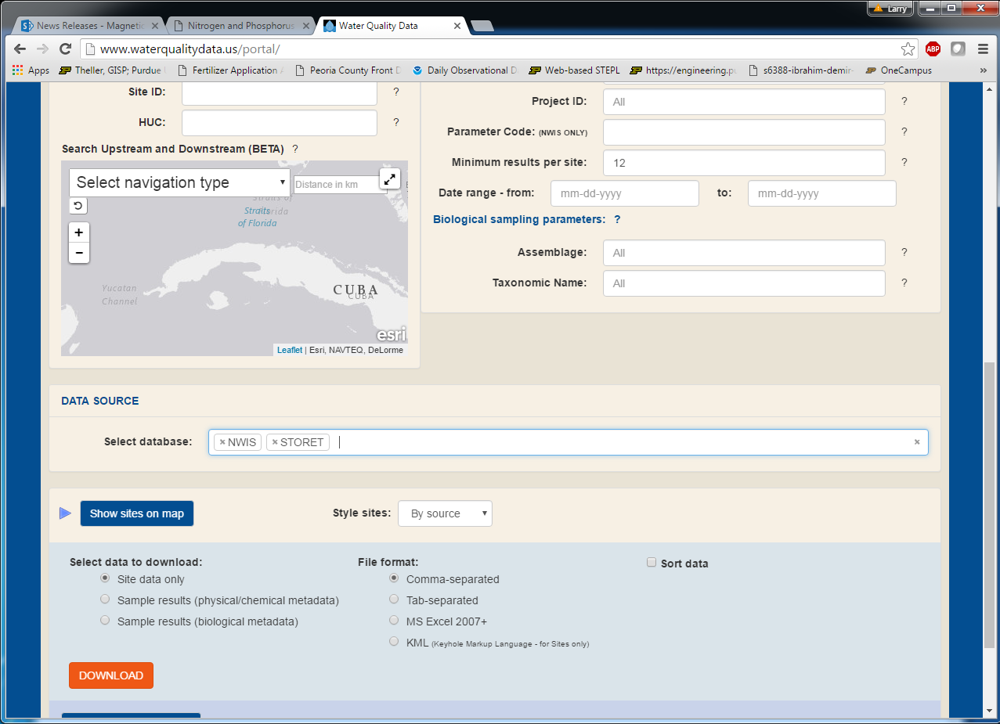 Larry
News Releases - Magnetic
Nitrogen and Phosphorus
Water Quality Data
www.waterqualitydata.us/portal/
ABP
Apps
Theller, GISP; Purdue
Fertilizer Application
Peoria County Front
Daily Observational D
Web-based STEPL
https://engineering.pu
s6388-ibrahim-demir-
OneCampus
»
Site ID: ?
HUC: ?
Search Upstream and Downstream (BETA) ?
Select navigation type
Distance in km
Straits of
Florida
Straits
of Florida
+
−
Yucatan
Channel
CUBA
CUBA
esri
Leaflet | Esri, NAVTEQ, DeLorme
Project ID: All ?
Parameter Code: (NWIS ONLY) ?
Minimum results per site: 12 ?
Date range - from: mm-dd-yyyy to: mm-dd-yyyy
Biological sampling parameters: ?
Assemblage: All ?
Taxonomic Name: All ?
DATA SOURCE
Select database: × NWIS × STORET ×
Show sites on map
Style sites: By source
Select data to download:
Site data only
Sample results (physical/chemical metadata)
Sample results (biological metadata)
File format:
Comma-separated
Tab-separated
MS Excel 2007+
KML (Keyhole Markup Language - for Sites only)
Sort data
DOWNLOAD